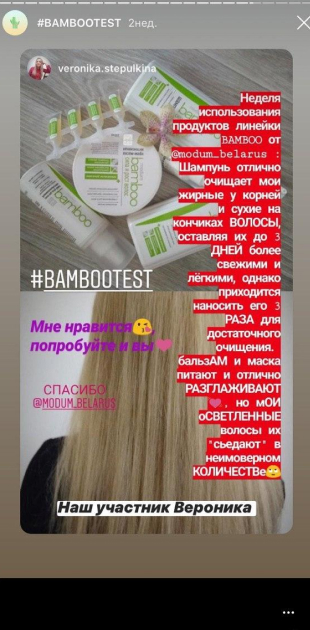 #BAMBOOTEST 2нед.
veronika.stepulkina
Неделя
использования
продуктов линейки
BAMBOO от
@modum_belarus :
Шампунь отлично
очищает мои
жирные у корней
и сухие на
кончиках ВОЛОСЫ,
оставляя их до 3
ДНЕЙ более
свежими и
лёгкими, однако
приходится
наносить его 3
РАЗА для
достаточного
очищения.
бальзАМ и маска
питают и отлично
РАЗГЛАЖИВАЮТ
💗, но мОИ
оСВЕТЛЕННЫЕ
волосы их
"сьедают" в
неимоверном
КОЛИЧЕСТВе🙄
bamboo
bamboo
bamboo
#BAMBOOTEST
Мне нравится😘
попробуйте и вы💗
СПАСИБО
@MODUM_BELARUS
Наш участник Вероника